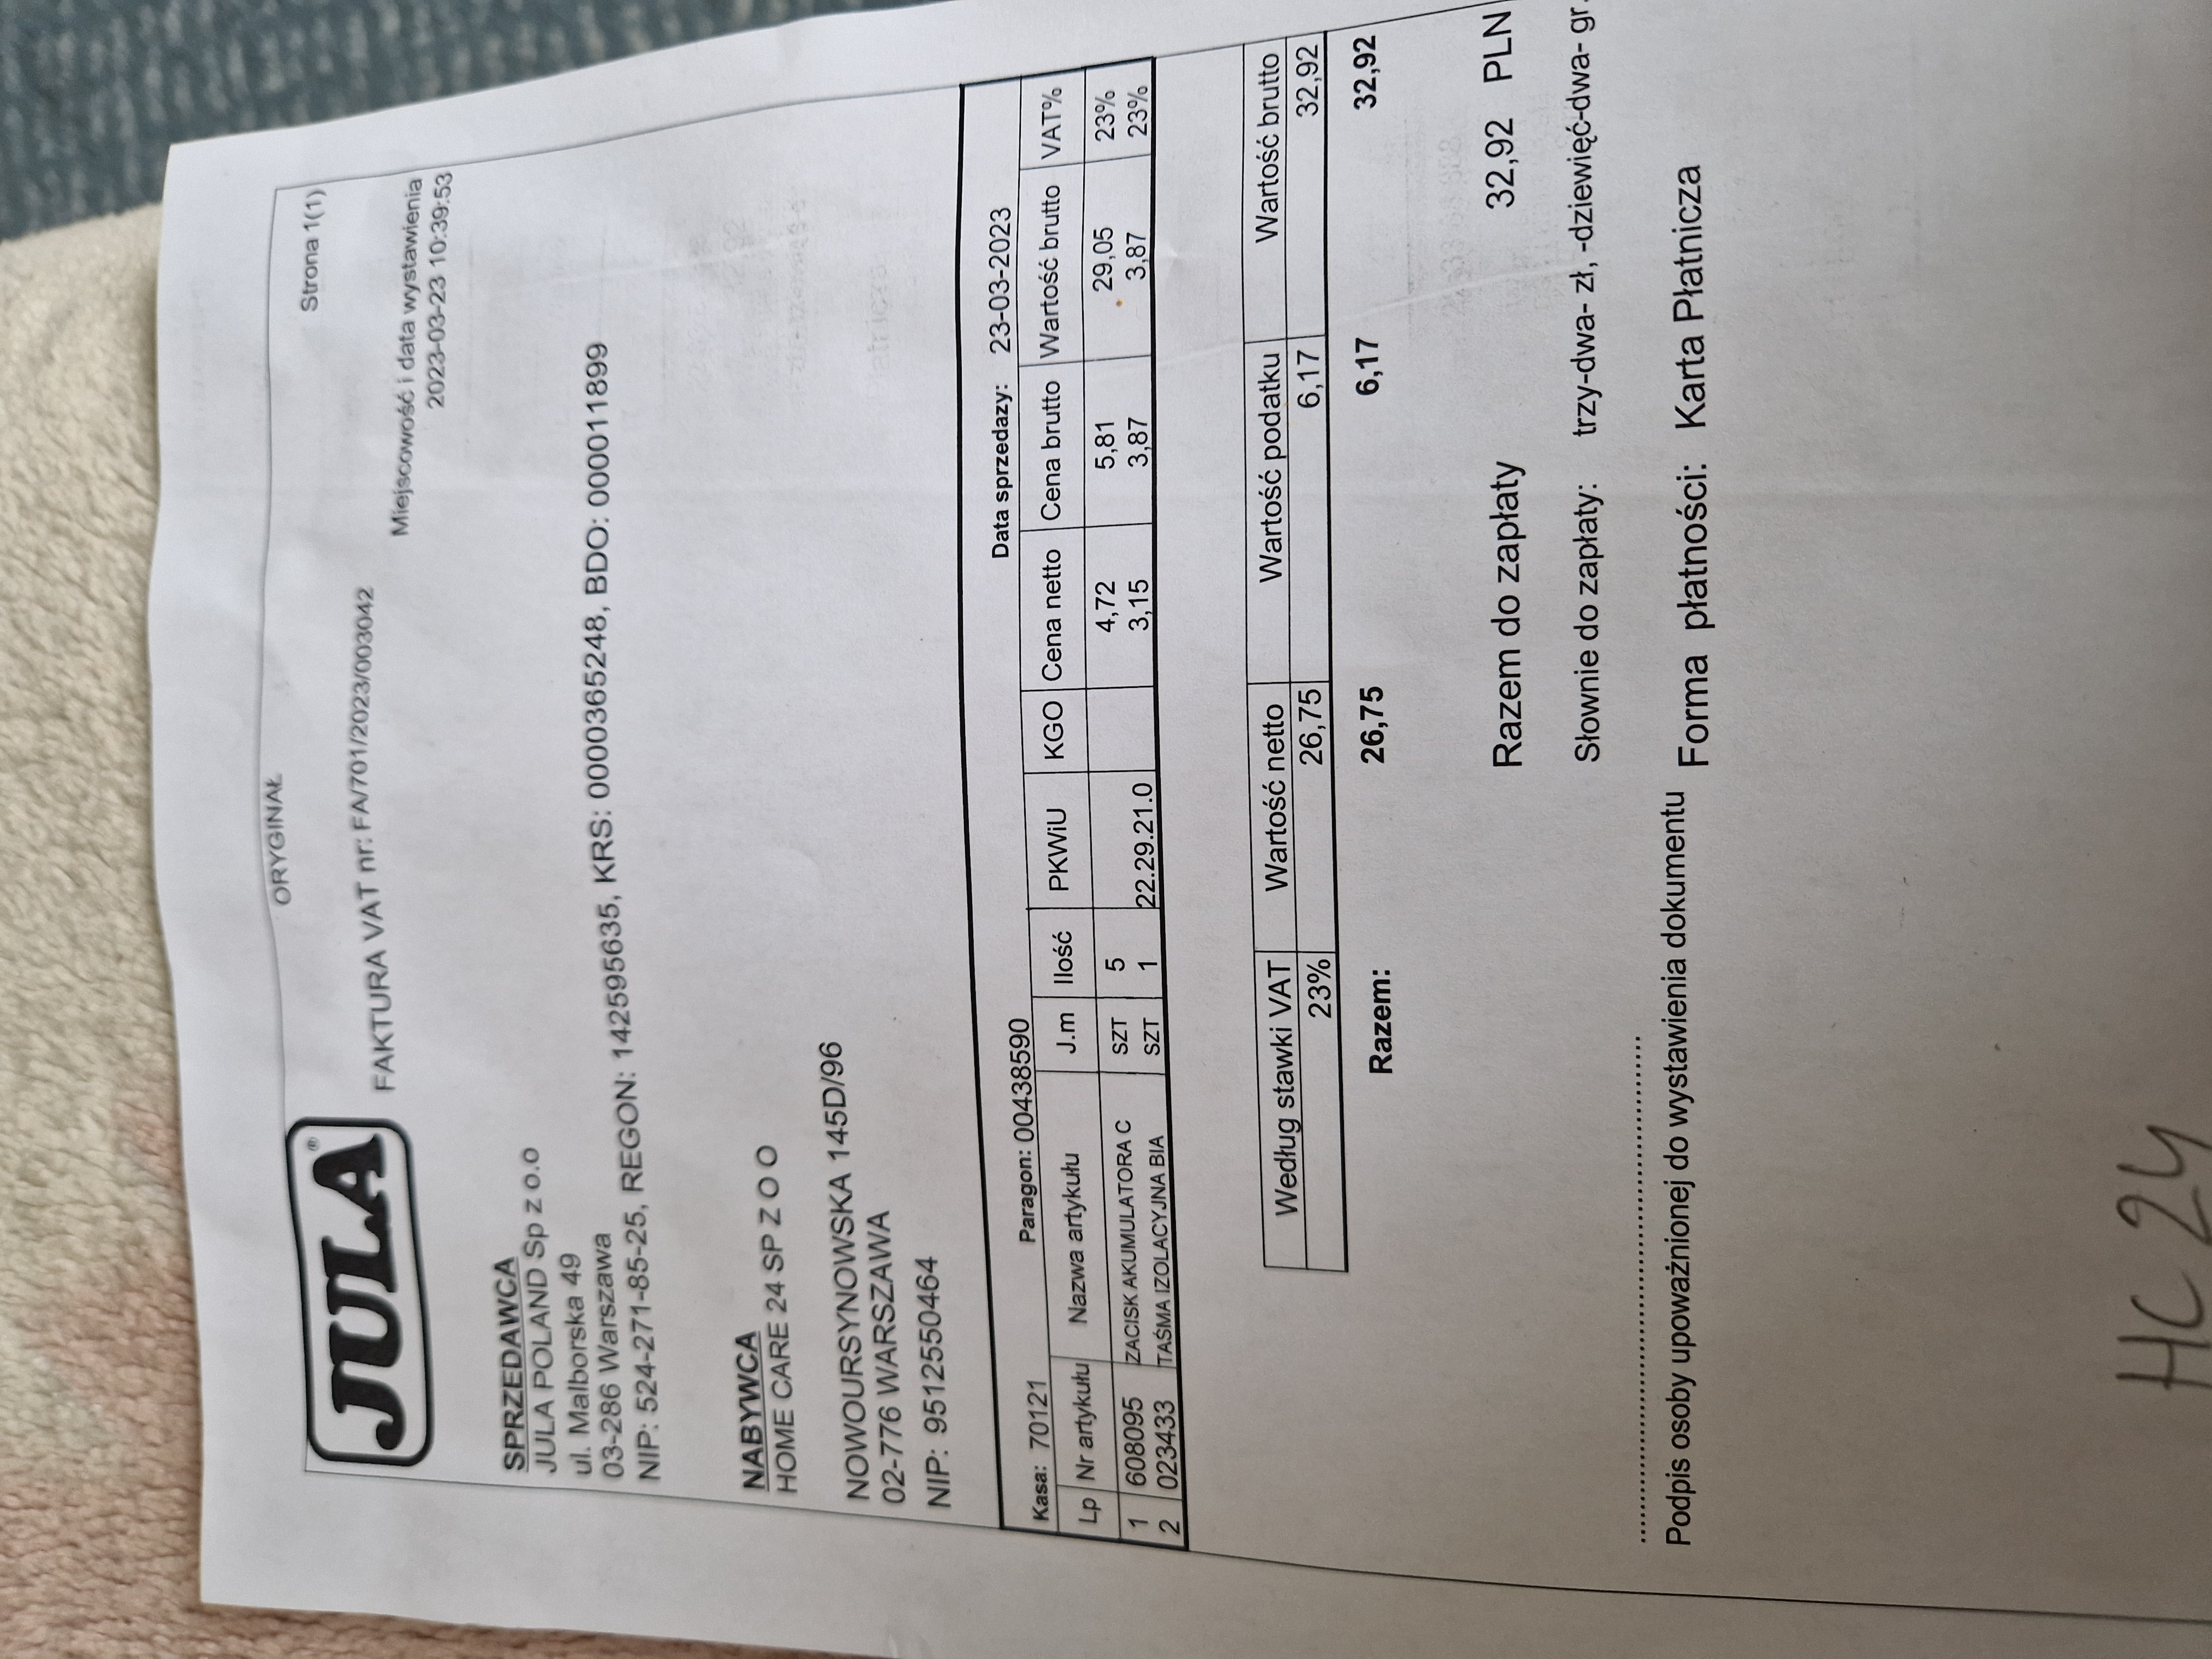 ORYGINAŁ
Strona 1(1)
JULA®
FAKTURA VAT nr: FA/701/2023/003042
Miejscowość i data wystawienia
2023-03-23 10:39:53
SPRZEDAWCA
JULA POLAND Sp z o.o
ul. Malborska 49
03-286 Warszawa
NIP: 524-271-85-25, REGON: 142595635, KRS: 0000365248, BDO: 000011899
NABYWCA
HOME CARE 24 SP Z O O
NOWOURSYNOWSKA 145D/96
02-776 WARSZAWA
NIP: 9512550464
Kasa: 70121 Paragon: 00438590 Data sprzedazy: 23-03-2023
Lp Nr artykułu Nazwa artykułu J.m Ilość PKWiU KGO Cena netto Cena brutto Wartość brutto VAT%
1 608095 ZACISK AKUMULATORA C SZT 5 4,72 5,81 29,05 23%
2 023433 TAŚMA IZOLACYJNA BIA SZT 1 22.29.21.0 3,15 3,87 3,87 23%
Według stawki VAT Wartość netto Wartość podatku Wartość brutto
23% 26,75 6,17 32,92
Razem: 26,75 6,17 32,92
Razem do zapłaty 32,92 PLN
Słownie do zapłaty: trzy-dwa- zł, -dziewięć-dwa- gr.
Podpis osoby upoważnionej do wystawienia dokumentu
Forma płatności: Karta Płatnicza
HC 24